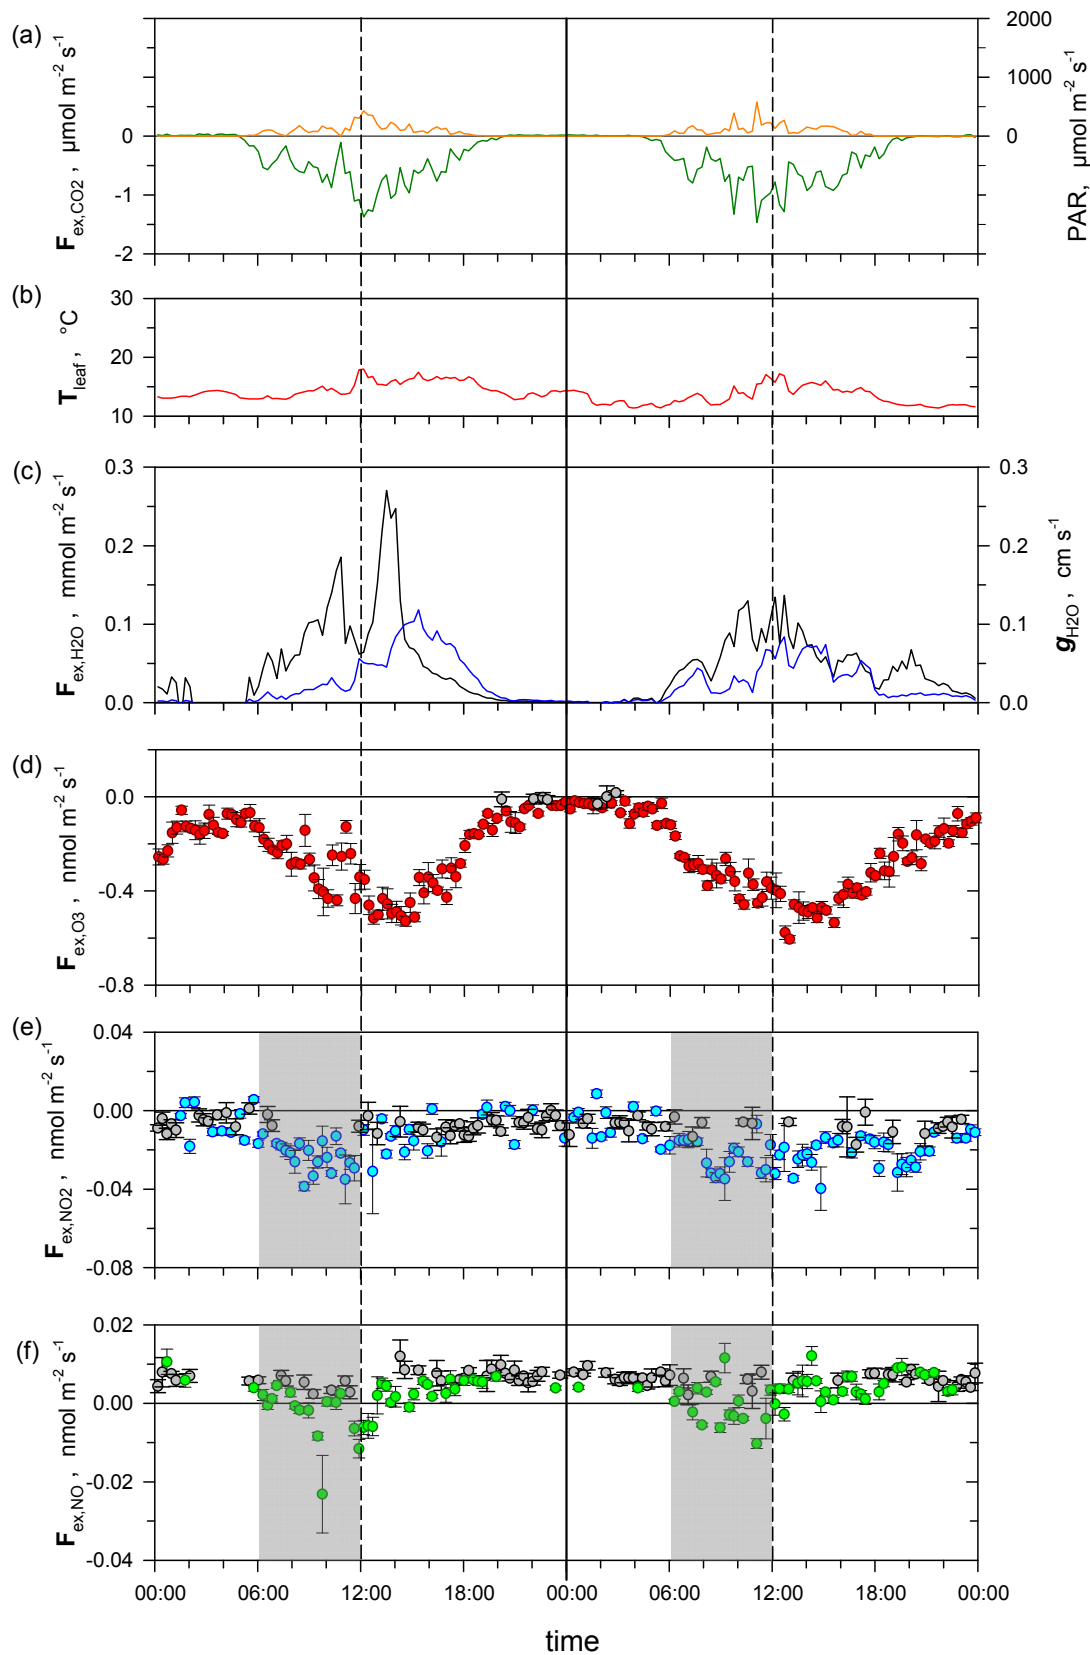 (a)
F ex,CO2 , µmol m-2 s-1
0
-1
-2
2000
1000
0
PAR, µmol m-2 s-1
(b)
T leaf , °C
30
20
10
(c)
F ex,H2O , mmol m-2 s-1
0.3
0.2
0.1
0.0
0.3
0.2
0.1
0.0
g H2O , cm s-1
(d)
F ex,O3 , nmol m-2 s-1
0.0
-0.4
-0.8
(e)
F ex,NO2 , nmol m-2 s-1
0.04
0.00
-0.04
-0.08
(f)
F ex,NO , nmol m-2 s-1
0.02
0.00
-0.02
-0.04
00:00 06:00 12:00 18:00 00:00 06:00 12:00 18:00 00:00
time